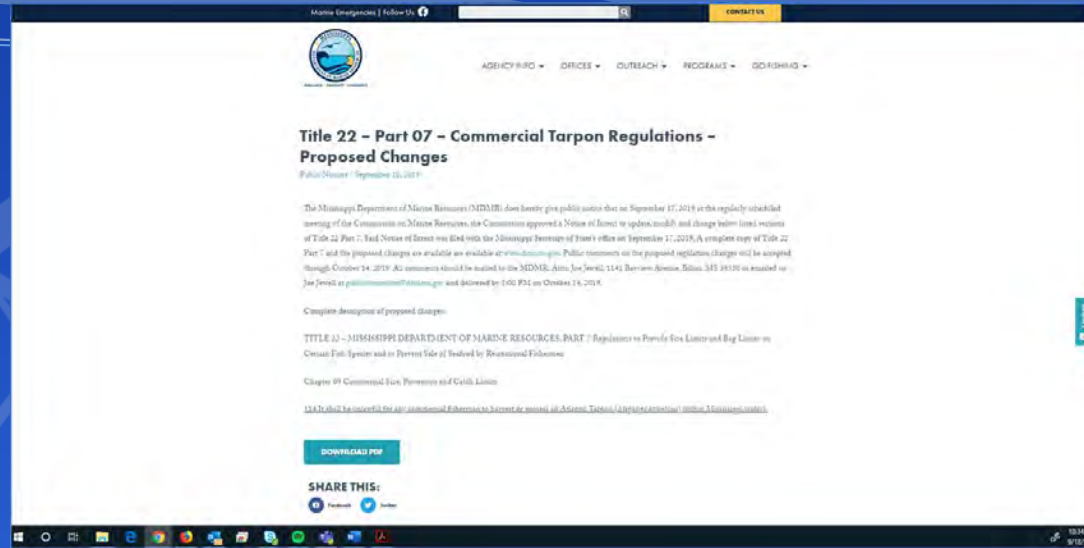 Marine Emergencies | Follow Us
CONTACT US
AGENCY INFO OFFICES OUTREACH PROGRAMS GO FISHING
Title 22 – Part 07 – Commercial Tarpon Regulations –
Proposed Changes
Public Notices / September 18, 2019
The Mississippi Department of Marine Resources (MDMR) does hereby give public notice that on September 17, 2019 at the regularly scheduled
meeting of the Commission on Marine Resources, the Commission approved a Notice of Intent to update, modify and change below listed sections
of Title 22 Part 7. Said Notice of Intent was filed with the Mississippi Secretary of State's office on September 17, 2019. A complete copy of Title 22
Part 7 and the proposed changes are available are available at www.dmr.ms.gov. Public comments on the proposed regulation changes will be accepted
through October 14, 2019. All comments should be mailed to the MDMR, Attn: Joe Jewell, 1141 Bayview Avenue, Biloxi, MS 39530 or emailed to
Joe Jewell at and delivered by 5:00 PM on October 14, 2019.
Complete description of proposed changes:
TITLE 22 – MISSISSIPPI DEPARTMENT OF MARINE RESOURCES, PART 7 Regulations to Provide Size Limits and Bag Limits on
Certain Fish Species and to Prevent Sale of Seafood by Recreational Fishermen
Chapter 09 Commercial Size, Possession and Catch Limits
It shall be unlawful for any commercial fisherman to harvest or possess an Atlantic Tarpon (Megalops atlanticus) within Mississippi waters.
DOWNLOAD PDF
SHARE THIS:
Facebook Twitter